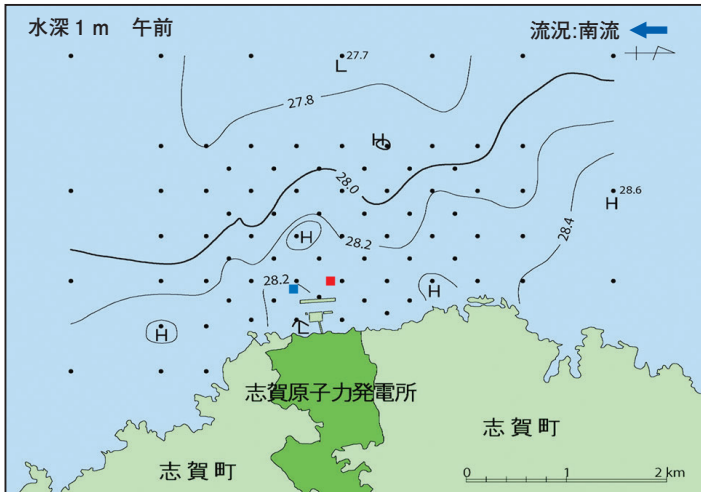 水深１ｍ　午前
流況:南流
27.7
L
27.8
H
28.0
28.6
H
H
28.2
28.4
28.2
H
H
L
志賀原子力発電所
志賀町
志賀町
0 1 2 km